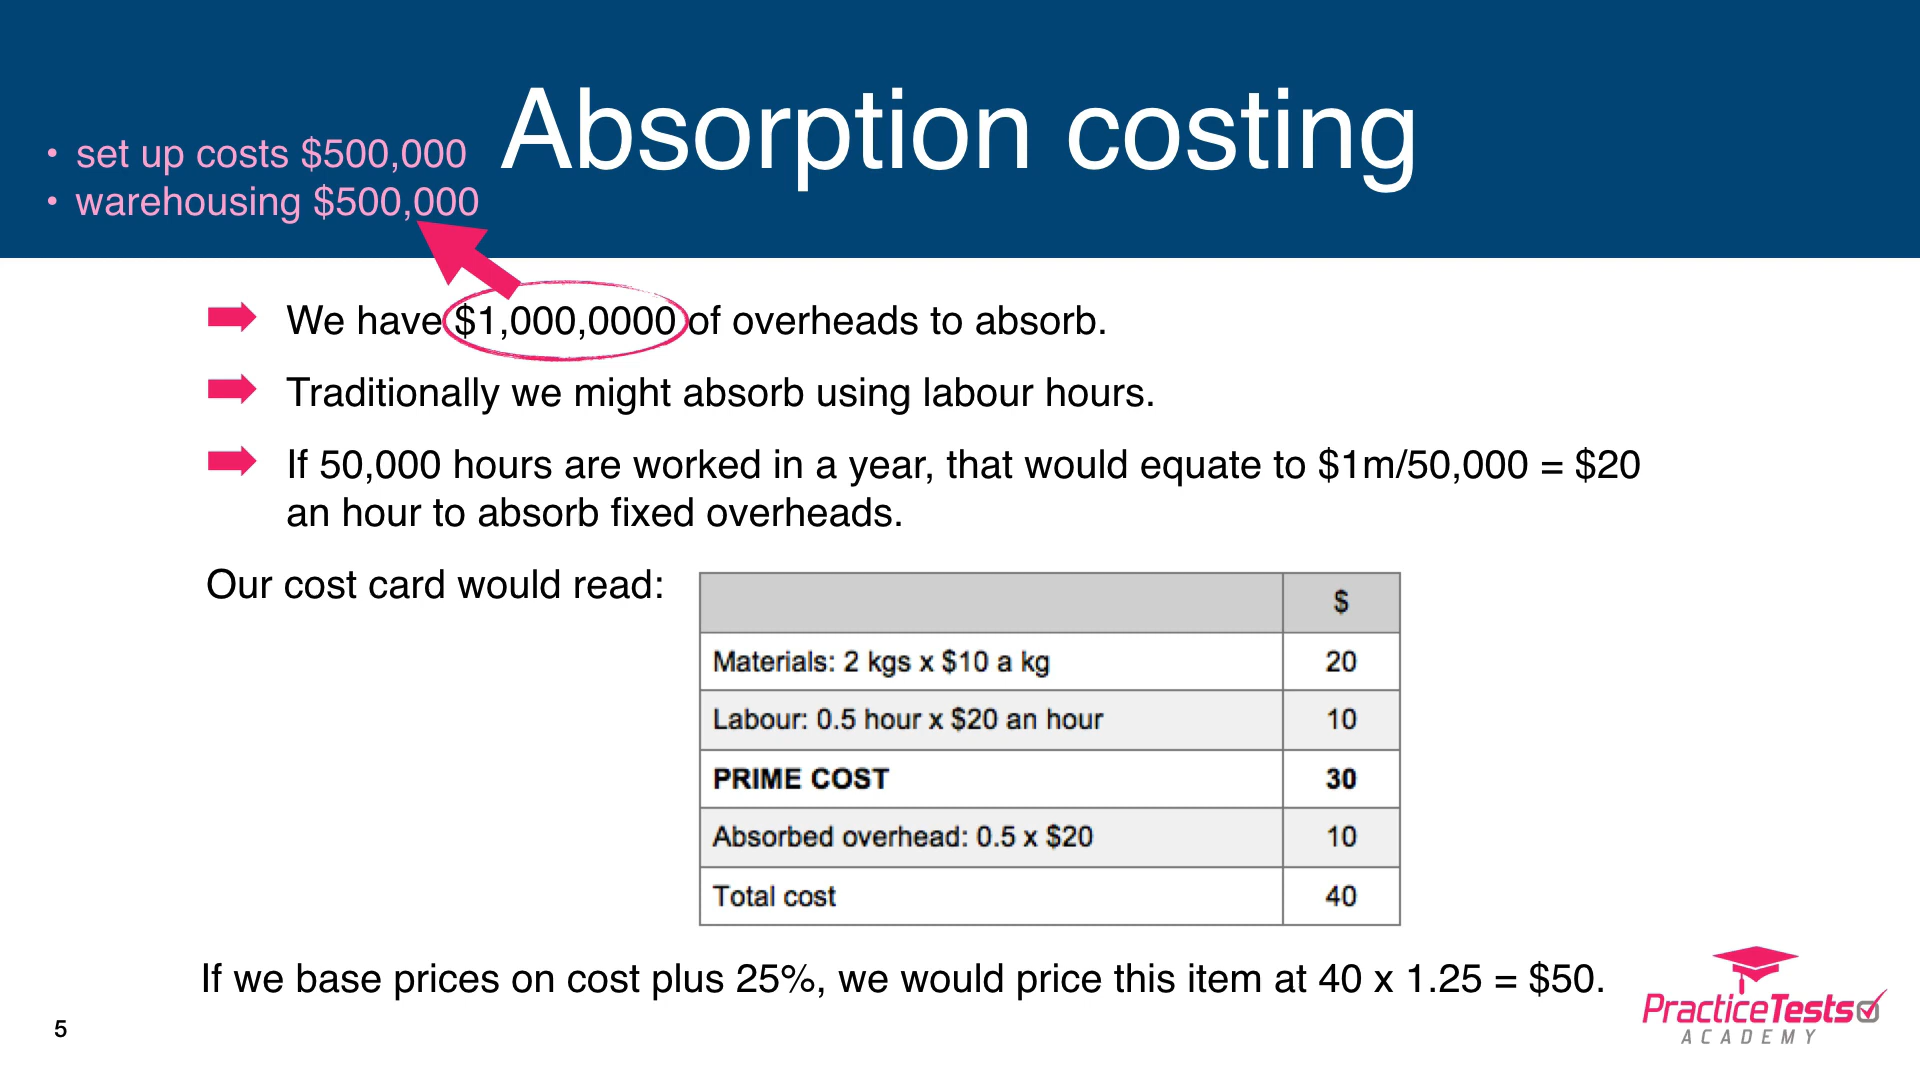 Absorption costing
• set up costs $500,000
• warehousing $500,000
We have $1,000,0000 of overheads to absorb.
Traditionally we might absorb using labour hours.
If 50,000 hours are worked in a year, that would equate to $1m/50,000 = $20
an hour to absorb fixed overheads.
Our cost card would read:
$
Materials: 2 kgs x $10 a kg 20
Labour: 0.5 hour x $20 an hour 10
PRIME COST 30
Absorbed overhead: 0.5 x $20 10
Total cost 40
If we base prices on cost plus 25%, we would price this item at 40 x 1.25 = $50.
5
PracticeTests
ACADEMY